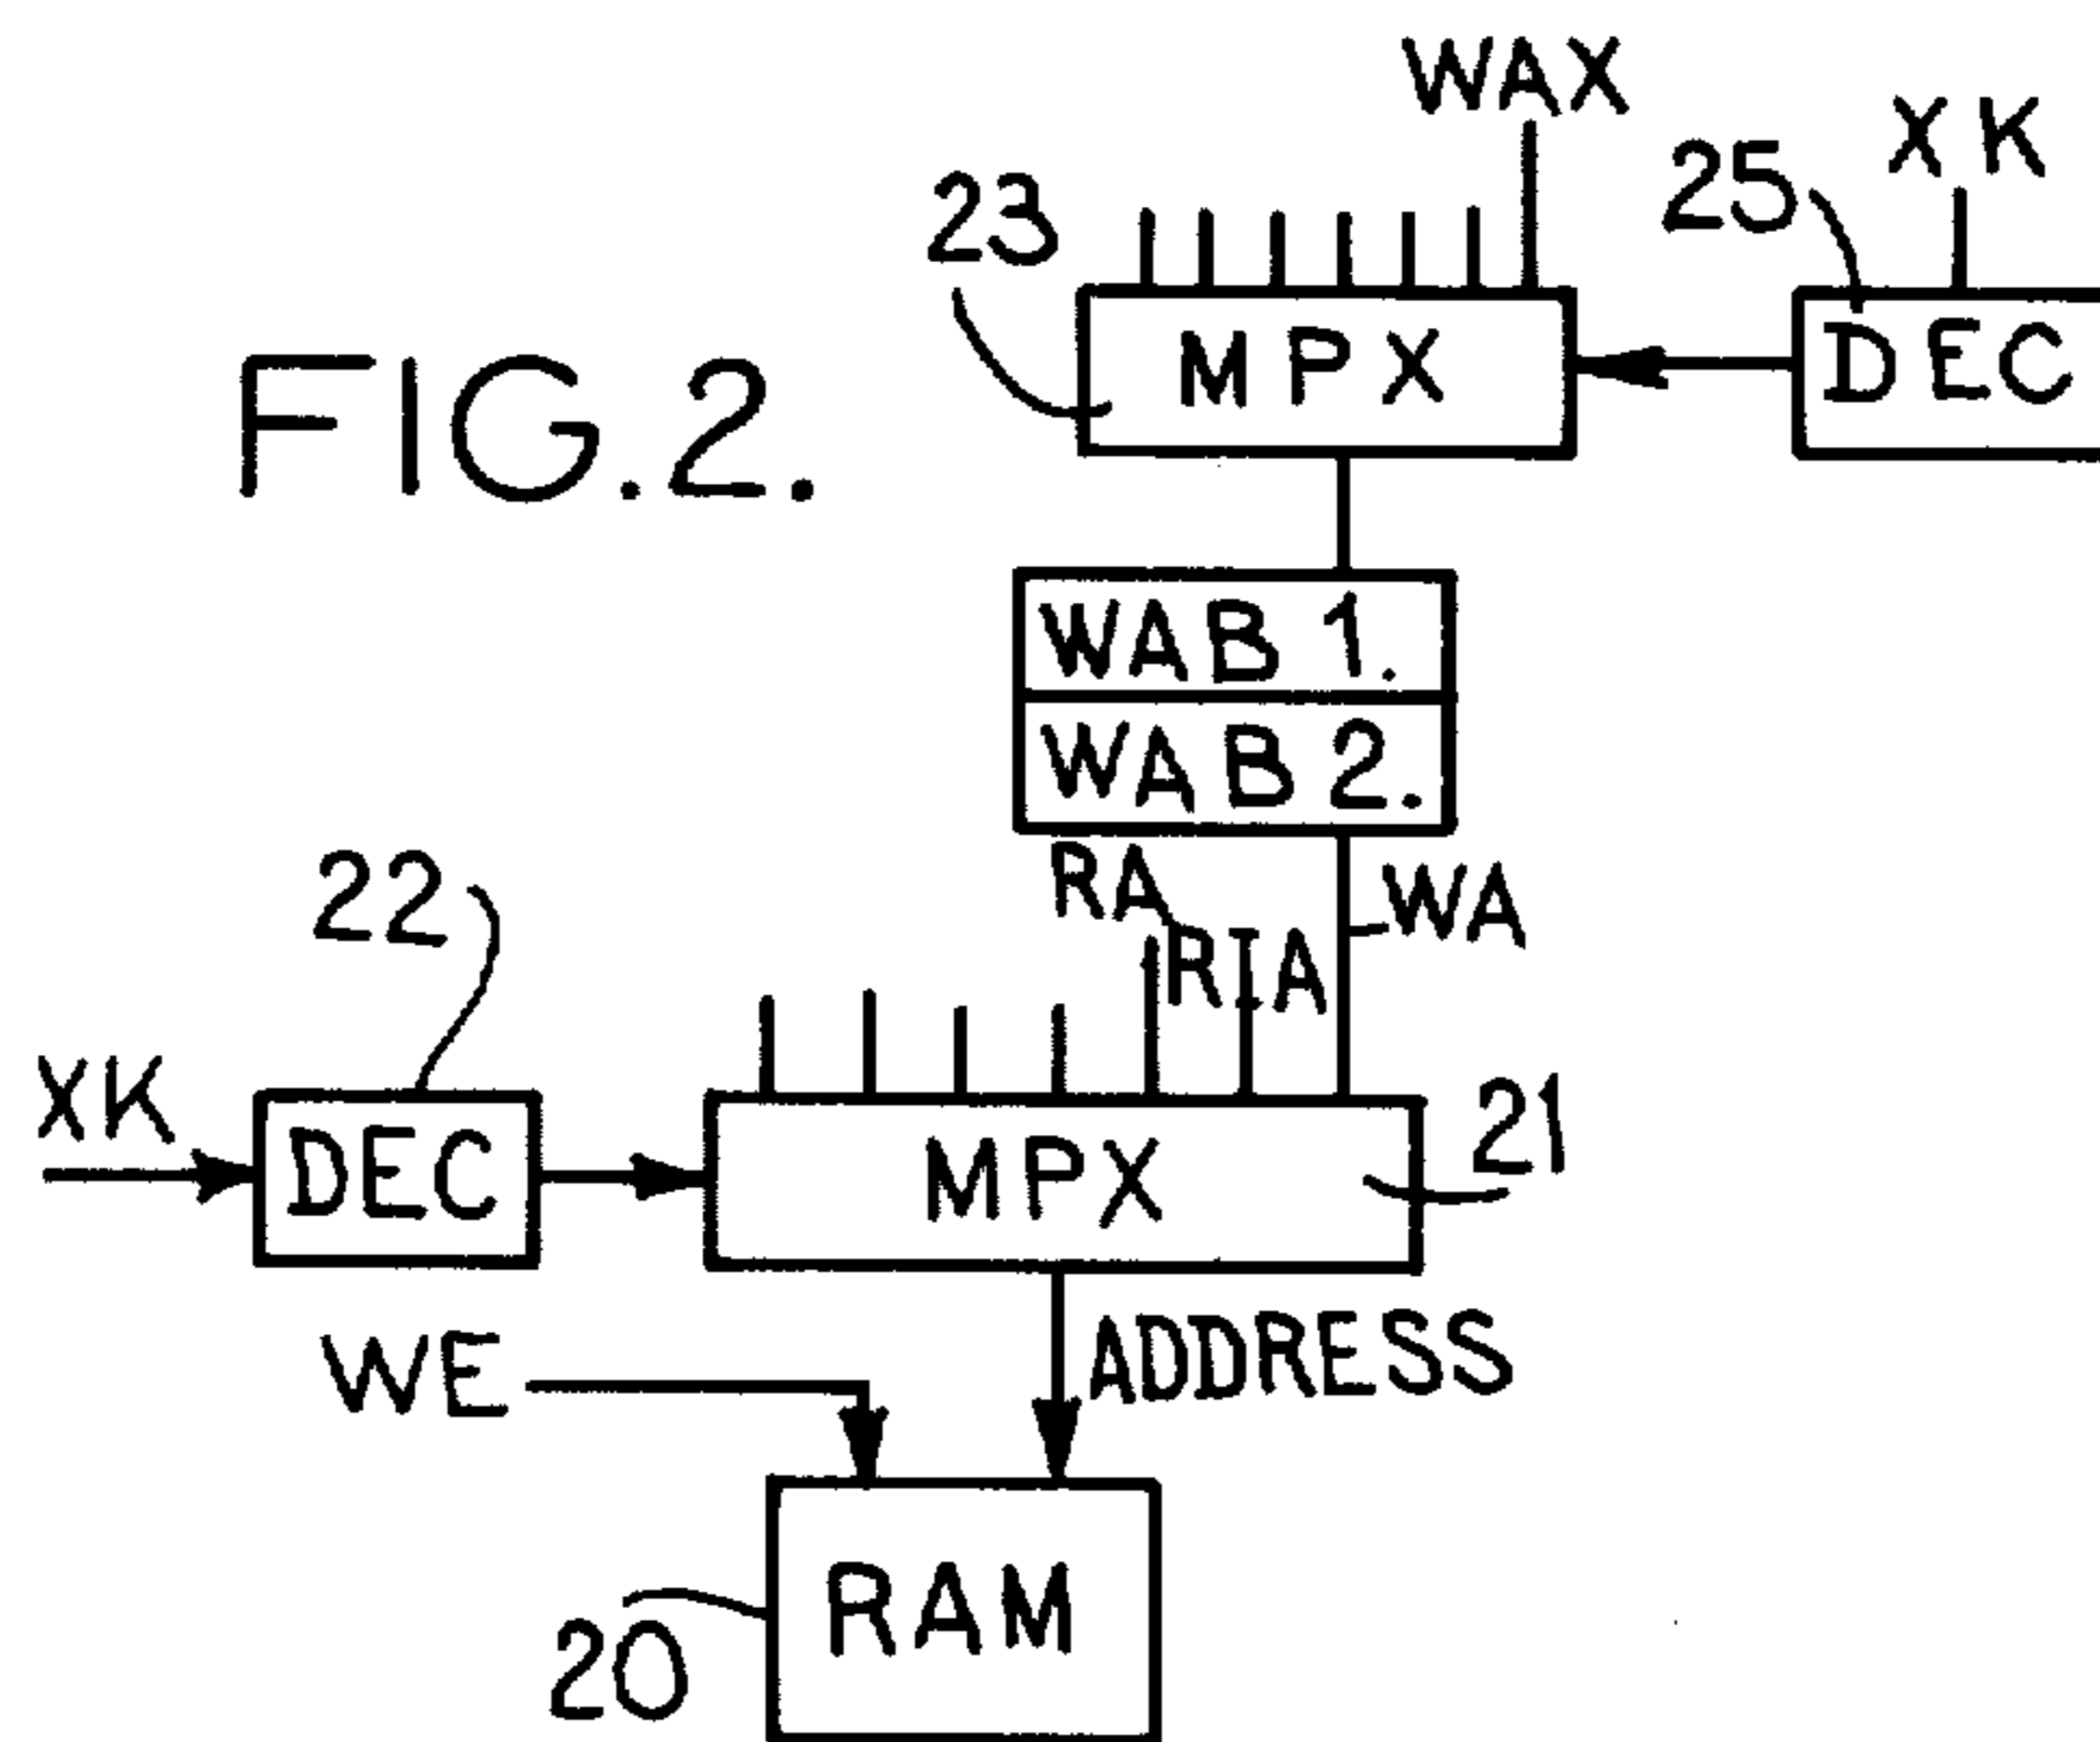 WAX
XK
25
23
MPX
DEC
FIG.2.
WAB 1.
WAB 2.
RA
WA
RIA
22
XK
DEC
MPX
21
WE
ADDRESS
RAM
20